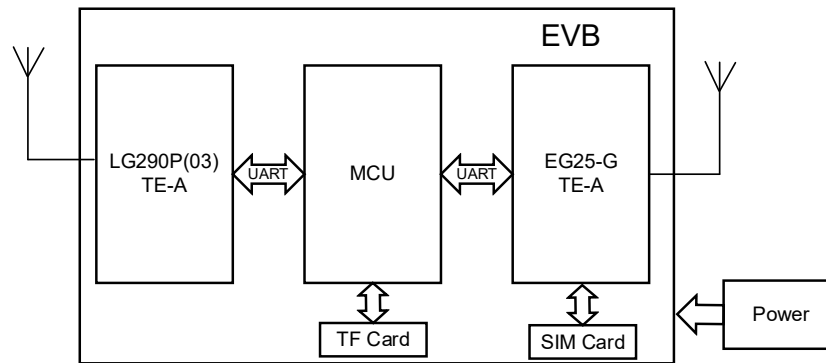 EVB
LG290P(03)
TE-A
UART
MCU
UART
EG25-G
TE-A
TF Card
SIM Card
Power